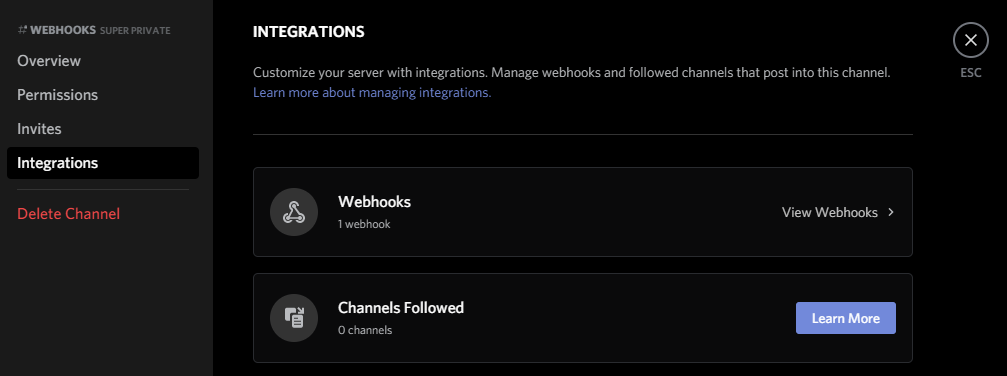 WEBHOOKS SUPER PRIVATE
Overview
Permissions
Invites
Integrations
Delete Channel
INTEGRATIONS
Customize your server with integrations. Manage webhooks and followed channels that post into this channel.
Learn more about managing integrations.
ESC
Webhooks
1 webhook
View Webhooks
Channels Followed
0 channels
Learn More